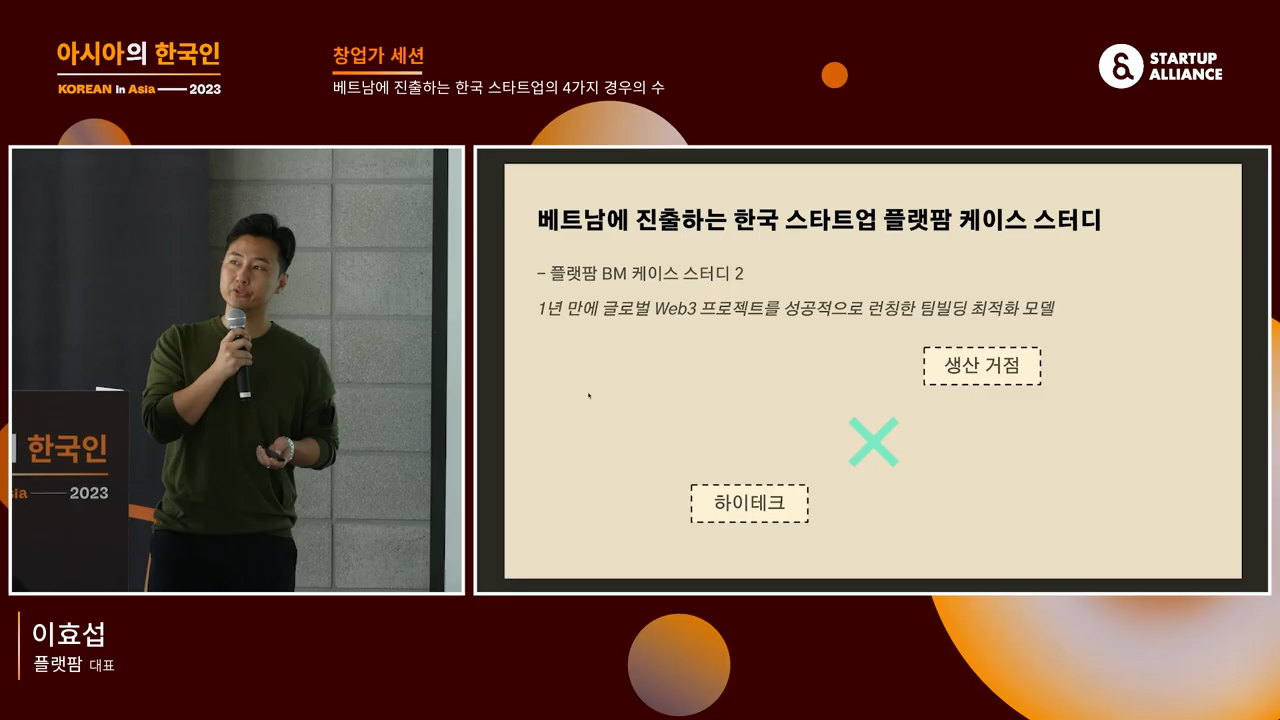 아시아의 한국인
KOREAN in Asia 2023
창업가 세션
베트남에 진출하는 한국 스타트업의 4가지 경우의 수
STARTUP
ALLIANCE
한국인
ia 2023
베트남에 진출하는 한국 스타트업 플랫팜 케이스 스터디
– 플랫팜 BM 케이스 스터디 2
1년 만에 글로벌 Web3 프로젝트를 성공적으로 런칭한 팀빌딩 최적화 모델
생산 거점
하이테크
이효섭
플랫팜 대표